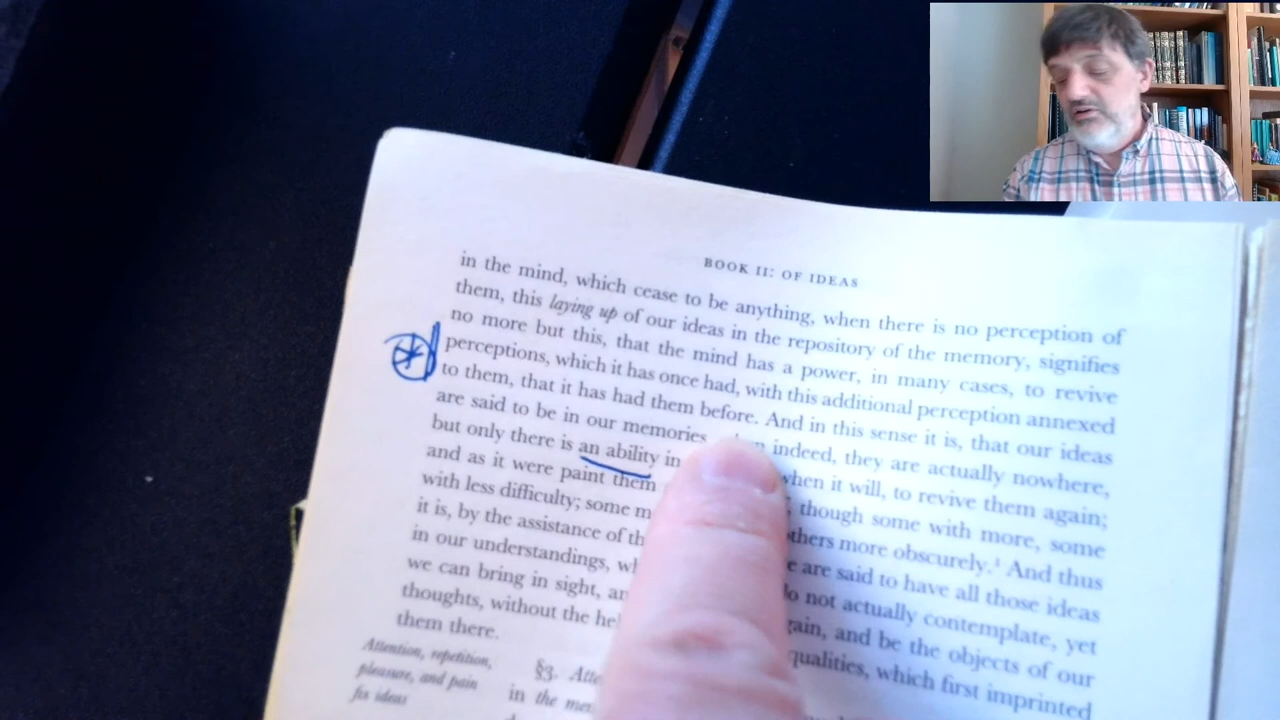 BOOK II: OF IDEAS
in the mind, which cease to be anything, when there is no perception of
them, this laying up of our ideas in the repository of the memory, signifies
no more but this, that the mind has a power, in many cases, to revive
perceptions, which it has once had, with this additional perception annexed
to them, that it has had them before. And in this sense it is, that our ideas
are said to be in our memories indeed, they are actually nowhere,
but only there is an ability in when it will, to revive them again;
and as it were paint them though some with more, some
with less difficulty; some others more obscurely.¹ And thus
it is, by the assistance of are said to have all those ideas
in our understandings, do not actually contemplate, yet
we can bring in sight, and be the objects of our
thoughts, without the qualities, which first imprinted
them there.
Attention, repetition,
pleasure, and pain
fix ideas
§3.
in the